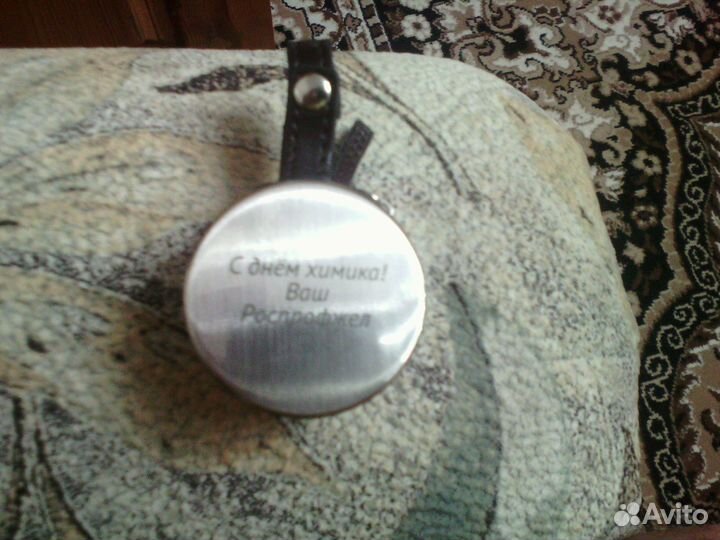 С днём химика!
Ваш
Роспрофжел
Avito